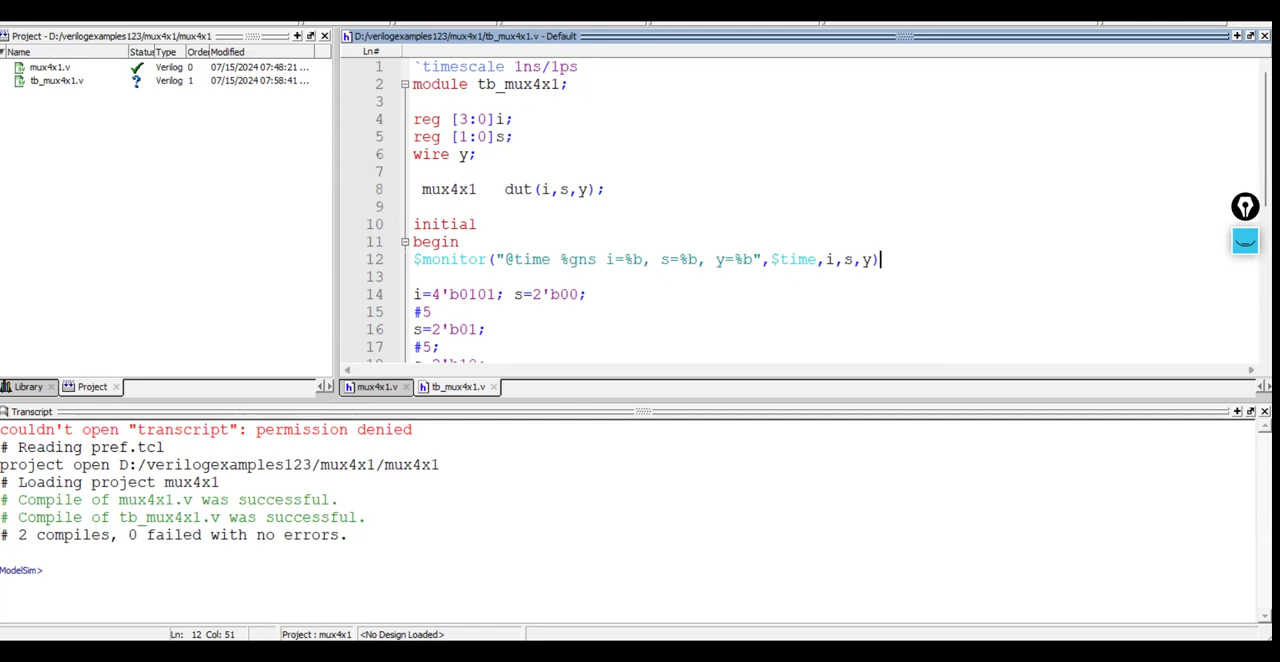 Project - D:/verilogexamples123/mux4x1/mux4x1
Name Status Type Order Modified
mux4x1.v Verilog 0 07/15/2024 07:48:21 ...
tb_mux4x1.v Verilog 1 07/15/2024 07:58:41 ...
Library Project
D:/verilogexamples123/mux4x1/tb_mux4x1.v - Default
Ln#
1 `timescale 1ns/1ps
2 module tb_mux4x1;
3
4 reg [3:0]i;
5 reg [1:0]s;
6 wire y;
7
8 mux4x1 dut(i,s,y);
9
10 initial
11 begin
12 $monitor("@time %gns i=%b, s=%b, y=%b",$time,i,s,y)
13
14 i=4'b0101; s=2'b00;
15 #5
16 s=2'b01;
17 #5;
18 s=2'b10;
mux4x1.v tb_mux4x1.v
Transcript
couldn't open "transcript": permission denied
# Reading pref.tcl
project open D:/verilogexamples123/mux4x1/mux4x1
# Loading project mux4x1
# Compile of mux4x1.v was successful.
# Compile of tb_mux4x1.v was successful.
# 2 compiles, 0 failed with no errors.
ModelSim>
Ln: 12 Col: 51 Project : mux4x1 <No Design Loaded>